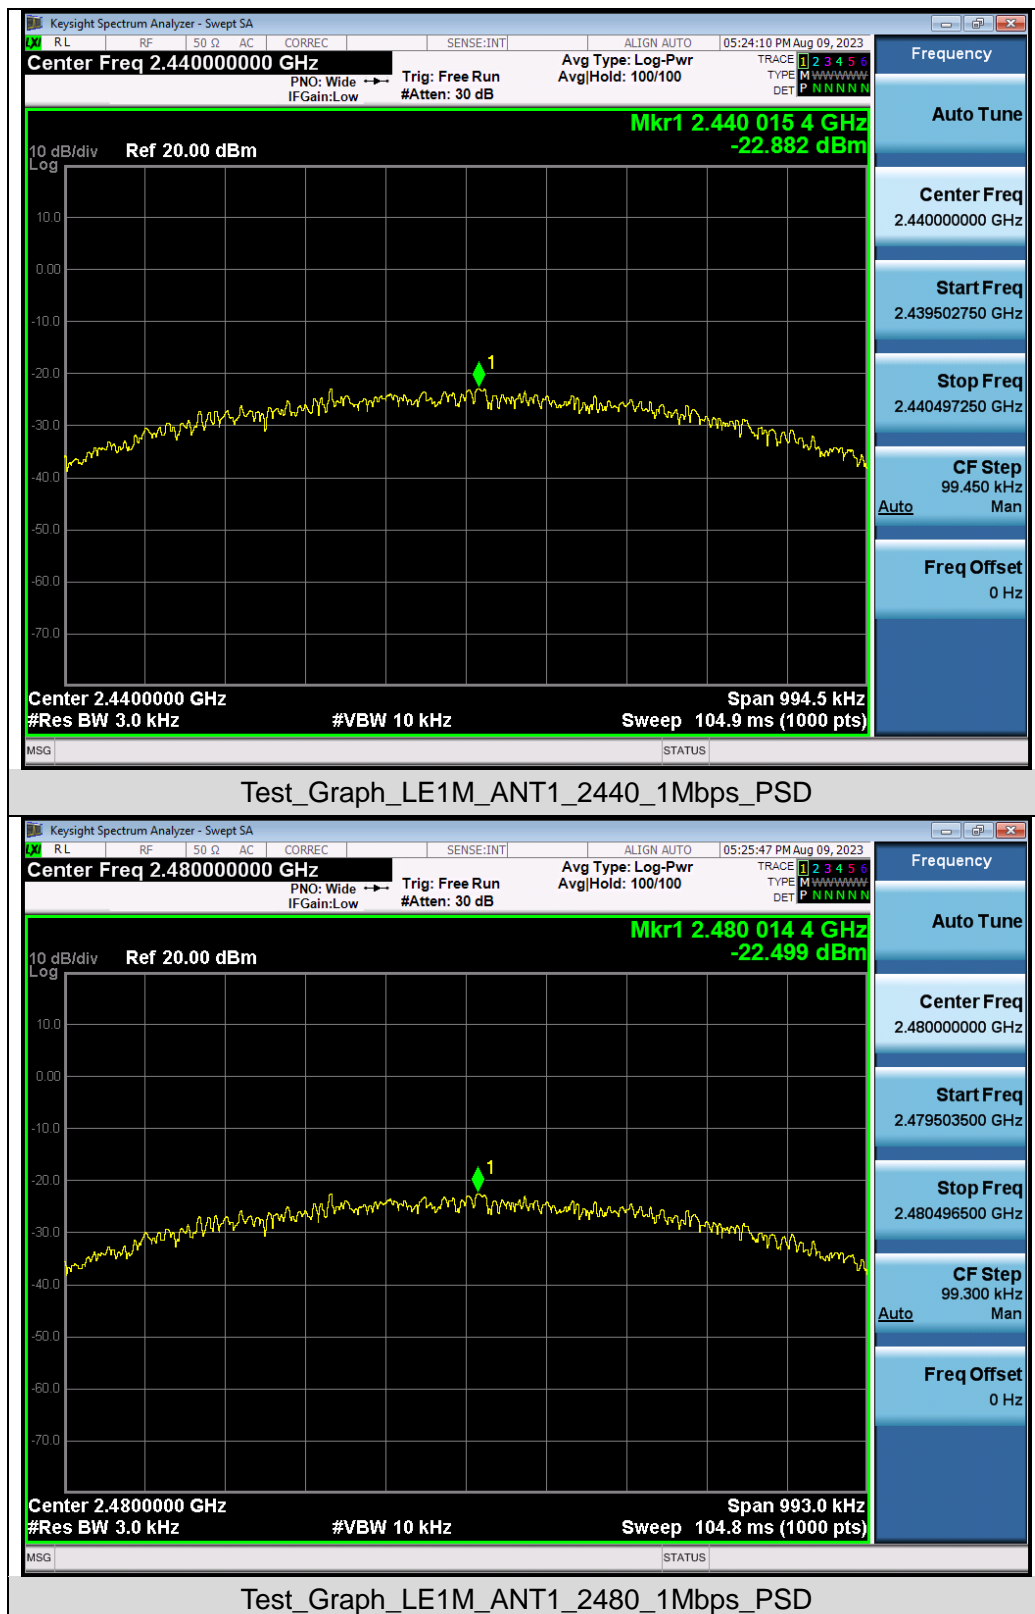 Keysight Spectrum Analyzer - Swept SA
LXI RL RF 50 Ω AC CORREC SENSE:INT ALIGN AUTO 05:24:10 PM Aug 09, 2023
Center Freq 2.440000000 GHz
PNO: Wide
IFGain:Low
Trig: Free Run
#Atten: 30 dB
Avg Type: Log-Pwr
Avg|Hold: 100/100
TRACE 1 2 3 4 5 6
TYPE M WWWWW
DET P N N N N N
Mkr1 2.440 015 4 GHz
-22.882 dBm
10 dB/div Ref 20.00 dBm
Log
10.0
0.00
-10.0
-20.0
-30.0
-40.0
-50.0
-60.0
-70.0
1
Center 2.4400000 GHz Span 994.5 kHz
#Res BW 3.0 kHz #VBW 10 kHz Sweep 104.9 ms (1000 pts)
MSG STATUS
Frequency
Auto Tune
Center Freq
2.440000000 GHz
Start Freq
2.439502750 GHz
Stop Freq
2.440497250 GHz
CF Step
99.450 kHz
Auto Man
Freq Offset
0 Hz
Test_Graph_LE1M_ANT1_2440_1Mbps_PSD
Keysight Spectrum Analyzer - Swept SA
LXI RL RF 50 Ω AC CORREC SENSE:INT ALIGN AUTO 05:25:47 PM Aug 09, 2023
Center Freq 2.480000000 GHz
PNO: Wide
IFGain:Low
Trig: Free Run
#Atten: 30 dB
Avg Type: Log-Pwr
Avg|Hold: 100/100
TRACE 1 2 3 4 5 6
TYPE M WWWWW
DET P N N N N N
Mkr1 2.480 014 4 GHz
-22.499 dBm
10 dB/div Ref 20.00 dBm
Log
10.0
0.00
-10.0
-20.0
-30.0
-40.0
-50.0
-60.0
-70.0
1
Center 2.4800000 GHz Span 993.0 kHz
#Res BW 3.0 kHz #VBW 10 kHz Sweep 104.8 ms (1000 pts)
MSG STATUS
Frequency
Auto Tune
Center Freq
2.480000000 GHz
Start Freq
2.479503500 GHz
Stop Freq
2.480496500 GHz
CF Step
99.300 kHz
Auto Man
Freq Offset
0 Hz
Test_Graph_LE1M_ANT1_2480_1Mbps_PSD